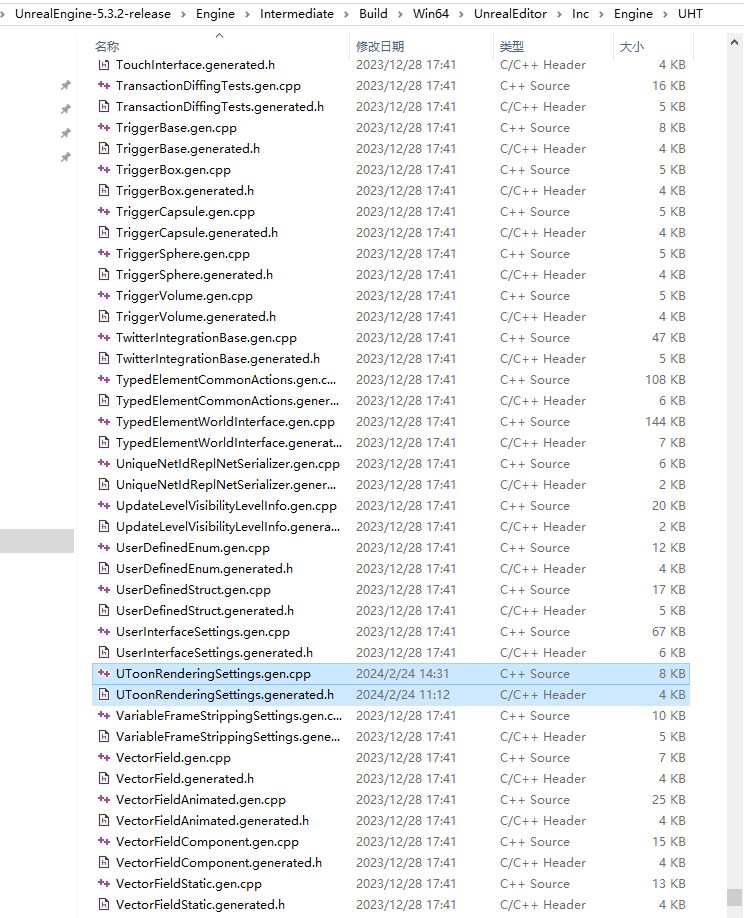 UnrealEngine-5.3.2-release > Engine > Intermediate > Build > Win64 > UnrealEditor > Inc > Engine > UHT
名称 修改日期 类型 大小
TouchInterface.generated.h 2023/12/28 17:41 C/C++ Header 4 KB
TransactionDiffingTests.gen.cpp 2023/12/28 17:41 C++ Source 16 KB
TransactionDiffingTests.generated.h 2023/12/28 17:41 C/C++ Header 5 KB
TriggerBase.gen.cpp 2023/12/28 17:41 C++ Source 8 KB
TriggerBase.generated.h 2023/12/28 17:41 C/C++ Header 4 KB
TriggerBox.gen.cpp 2023/12/28 17:41 C++ Source 5 KB
TriggerBox.generated.h 2023/12/28 17:41 C/C++ Header 4 KB
TriggerCapsule.gen.cpp 2023/12/28 17:41 C++ Source 5 KB
TriggerCapsule.generated.h 2023/12/28 17:41 C/C++ Header 4 KB
TriggerSphere.gen.cpp 2023/12/28 17:41 C++ Source 5 KB
TriggerSphere.generated.h 2023/12/28 17:41 C/C++ Header 4 KB
TriggerVolume.gen.cpp 2023/12/28 17:41 C++ Source 5 KB
TriggerVolume.generated.h 2023/12/28 17:41 C/C++ Header 4 KB
TwitterIntegrationBase.gen.cpp 2023/12/28 17:41 C++ Source 47 KB
TwitterIntegrationBase.generated.h 2023/12/28 17:41 C/C++ Header 5 KB
TypedElementCommonActions.gen.c... 2023/12/28 17:41 C++ Source 108 KB
TypedElementCommonActions.gener... 2023/12/28 17:41 C/C++ Header 6 KB
TypedElementWorldInterface.gen.cpp 2023/12/28 17:41 C++ Source 144 KB
TypedElementWorldInterface.generat... 2023/12/28 17:41 C/C++ Header 7 KB
UniqueNetIdReplNetSerializer.gen.cpp 2023/12/28 17:41 C++ Source 6 KB
UniqueNetIdReplNetSerializer.gener... 2023/12/28 17:41 C/C++ Header 2 KB
UpdateLevelVisibilityLevelInfo.gen.cpp 2023/12/28 17:41 C++ Source 20 KB
UpdateLevelVisibilityLevelInfo.genera... 2023/12/28 17:41 C/C++ Header 2 KB
UserDefinedEnum.gen.cpp 2023/12/28 17:41 C++ Source 12 KB
UserDefinedEnum.generated.h 2023/12/28 17:41 C/C++ Header 4 KB
UserDefinedStruct.gen.cpp 2023/12/28 17:41 C++ Source 17 KB
UserDefinedStruct.generated.h 2023/12/28 17:41 C/C++ Header 5 KB
UserInterfaceSettings.gen.cpp 2023/12/28 17:41 C++ Source 67 KB
UserInterfaceSettings.generated.h 2023/12/28 17:41 C/C++ Header 6 KB
UToonRenderingSettings.gen.cpp 2024/2/24 14:31 C++ Source 8 KB
UToonRenderingSettings.generated.h 2024/2/24 11:12 C/C++ Header 4 KB
VariableFrameStrippingSettings.gen.c... 2023/12/28 17:41 C++ Source 10 KB
VariableFrameStrippingSettings.gene... 2023/12/28 17:41 C/C++ Header 5 KB
VectorField.gen.cpp 2023/12/28 17:41 C++ Source 7 KB
VectorField.generated.h 2023/12/28 17:41 C/C++ Header 4 KB
VectorFieldAnimated.gen.cpp 2023/12/28 17:41 C++ Source 25 KB
VectorFieldAnimated.generated.h 2023/12/28 17:41 C/C++ Header 4 KB
VectorFieldComponent.gen.cpp 2023/12/28 17:41 C++ Source 15 KB
VectorFieldComponent.generated.h 2023/12/28 17:41 C/C++ Header 4 KB
VectorFieldStatic.gen.cpp 2023/12/28 17:41 C++ Source 13 KB
VectorFieldStatic.generated.h 2023/12/28 17:41 C/C++ Header 4 KB